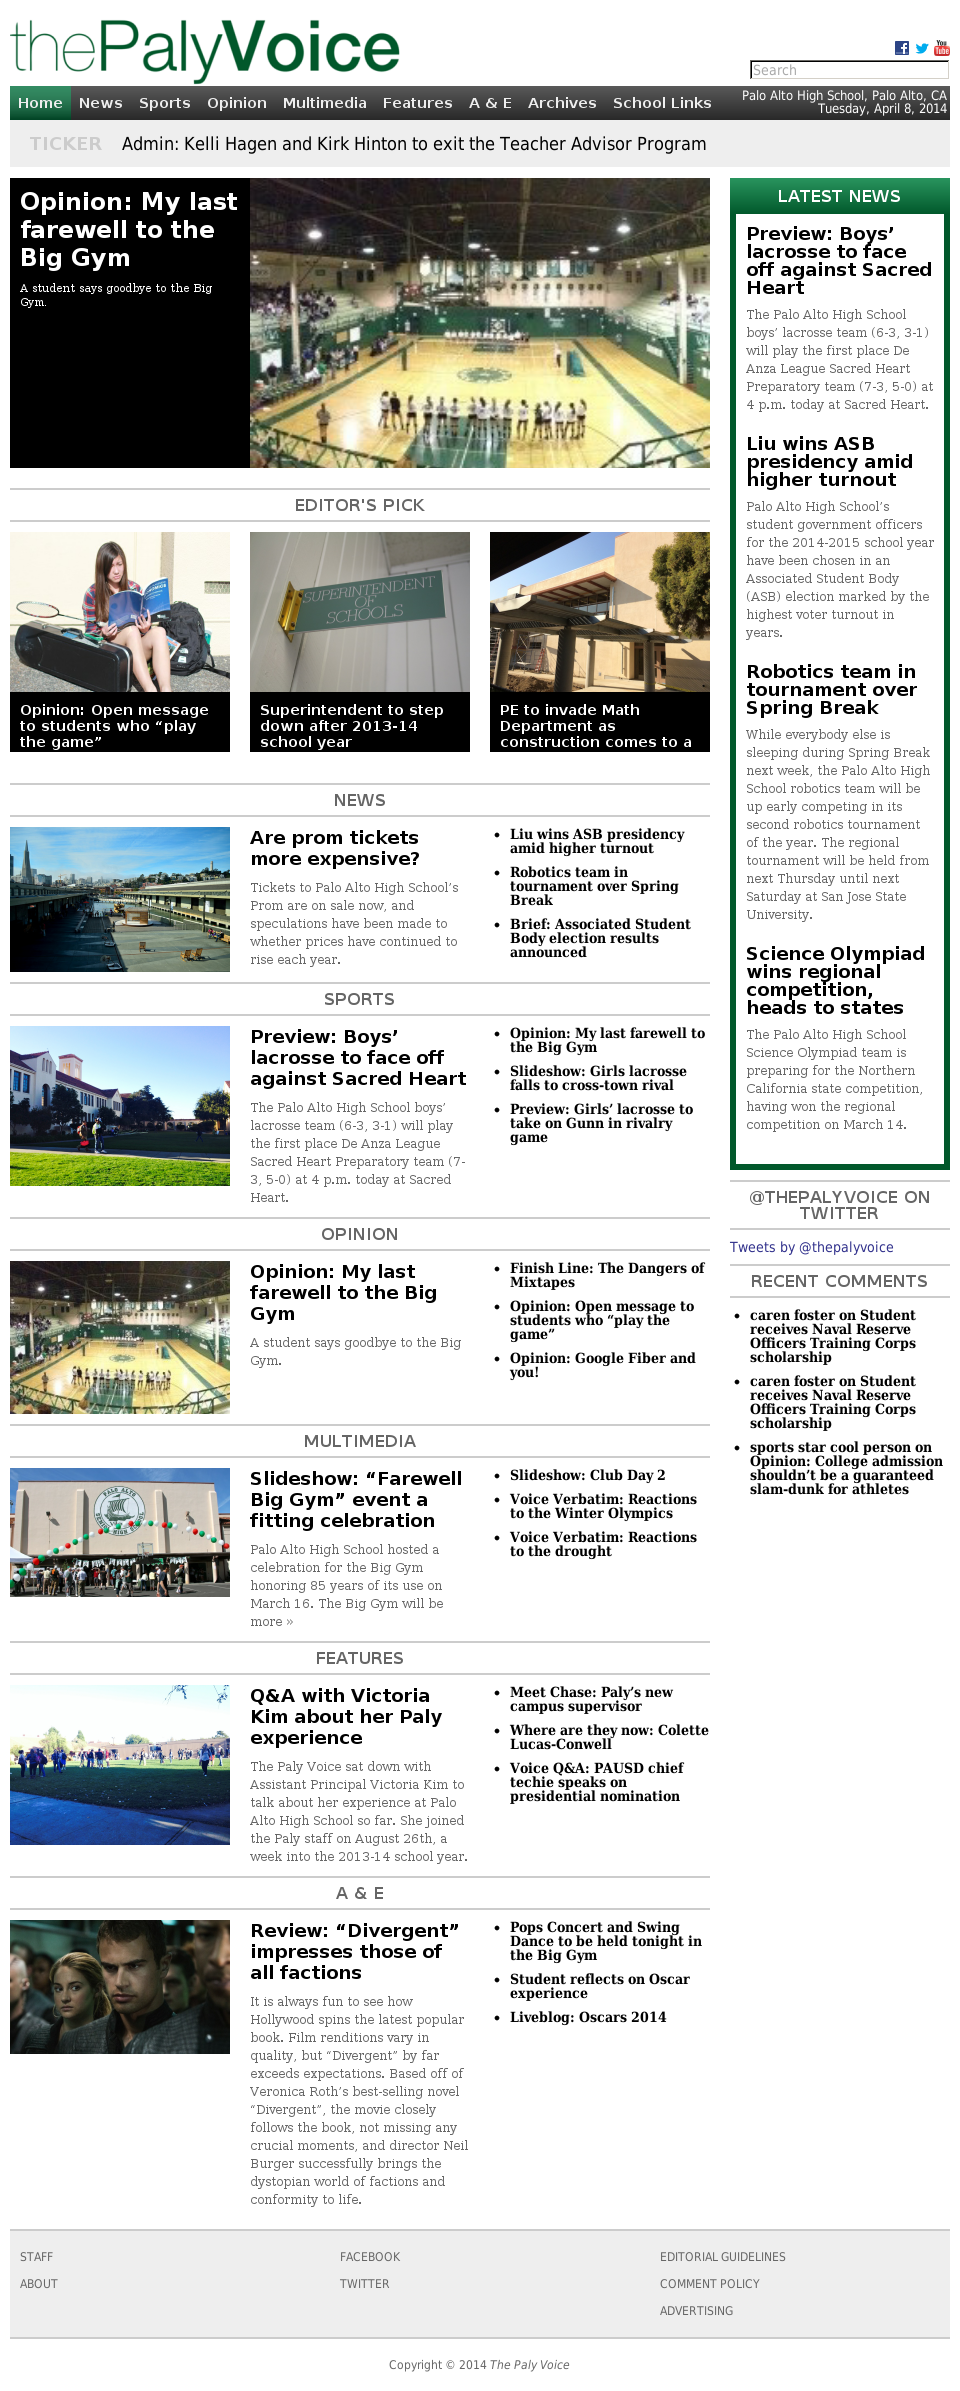 thePalyVoice
Search
Home News Sports Opinion Multimedia Features A & E Archives School Links
Palo Alto High School, Palo Alto, CA
Tuesday, April 8, 2014
TICKER Admin: Kelli Hagen and Kirk Hinton to exit the Teacher Advisor Program
Opinion: My last
farewell to the
Big Gym
A student says goodbye to the Big
Gym.
EDITOR'S PICK
SUPERINTENDENT
OF
SCHOOLS
Opinion: Open message
to students who “play
the game”
Superintendent to step
down after 2013-14
school year
PE to invade Math
Department as
construction comes to a
NEWS
Are prom tickets
more expensive?
Tickets to Palo Alto High School’s
Prom are on sale now, and
speculations have been made to
whether prices have continued to
rise each year.
• Liu wins ASB presidency
amid higher turnout
• Robotics team in
tournament over Spring
Break
• Brief: Associated Student
Body election results
announced
SPORTS
Preview: Boys’
lacrosse to face off
against Sacred Heart
The Palo Alto High School boys’
lacrosse team (6-3, 3-1) will play
the first place De Anza League
Sacred Heart Preparatory team (7-
3, 5-0) at 4 p.m. today at Sacred
Heart.
• Opinion: My last farewell to
the Big Gym
• Slideshow: Girls lacrosse
falls to cross-town rival
• Preview: Girls’ lacrosse to
take on Gunn in rivalry
game
OPINION
Opinion: My last
farewell to the Big
Gym
A student says goodbye to the Big
Gym.
• Finish Line: The Dangers of
Mixtapes
• Opinion: Open message to
students who “play the
game”
• Opinion: Google Fiber and
you!
MULTIMEDIA
PALO ALTO
SENIOR HIGH SCHOOL
Slideshow: “Farewell
Big Gym” event a
fitting celebration
Palo Alto High School hosted a
celebration for the Big Gym
honoring 85 years of its use on
March 16. The Big Gym will be
more »
• Slideshow: Club Day 2
• Voice Verbatim: Reactions
to the Winter Olympics
• Voice Verbatim: Reactions
to the drought
FEATURES
Q&A with Victoria
Kim about her Paly
experience
The Paly Voice sat down with
Assistant Principal Victoria Kim to
talk about her experience at Palo
Alto High School so far. She joined
the Paly staff on August 26th, a
week into the 2013-14 school year.
• Meet Chase: Paly’s new
campus supervisor
• Where are they now: Colette
Lucas-Conwell
• Voice Q&A: PAUSD chief
techie speaks on
presidential nomination
A & E
Review: “Divergent”
impresses those of
all factions
It is always fun to see how
Hollywood spins the latest popular
book. Film renditions vary in
quality, but “Divergent” by far
exceeds expectations. Based off of
Veronica Roth’s best-selling novel
“Divergent”, the movie closely
follows the book, not missing any
crucial moments, and director Neil
Burger successfully brings the
dystopian world of factions and
conformity to life.
• Pops Concert and Swing
Dance to be held tonight in
the Big Gym
• Student reflects on Oscar
experience
• Liveblog: Oscars 2014
LATEST NEWS
Preview: Boys’
lacrosse to face
off against Sacred
Heart
The Palo Alto High School
boys’ lacrosse team (6-3, 3-1)
will play the first place De
Anza League Sacred Heart
Preparatory team (7-3, 5-0) at
4 p.m. today at Sacred Heart.
Liu wins ASB
presidency amid
higher turnout
Palo Alto High School’s
student government officers
for the 2014-2015 school year
have been chosen in an
Associated Student Body
(ASB) election marked by the
highest voter turnout in
years.
Robotics team in
tournament over
Spring Break
While everybody else is
sleeping during Spring Break
next week, the Palo Alto High
School robotics team will be
up early competing in its
second robotics tournament
of the year. The regional
tournament will be held from
next Thursday until next
Saturday at San Jose State
University.
Science Olympiad
wins regional
competition,
heads to states
The Palo Alto High School
Science Olympiad team is
preparing for the Northern
California state competition,
having won the regional
competition on March 14.
@THEPALYVOICE ON
TWITTER
Tweets by @thepalyvoice
RECENT COMMENTS
• caren foster on Student
receives Naval Reserve
Officers Training Corps
scholarship
• caren foster on Student
receives Naval Reserve
Officers Training Corps
scholarship
• sports star cool person on
Opinion: College admission
shouldn’t be a guaranteed
slam-dunk for athletes
STAFF
ABOUT
FACEBOOK
TWITTER
EDITORIAL GUIDELINES
COMMENT POLICY
ADVERTISING
Copyright © 2014 The Paly Voice